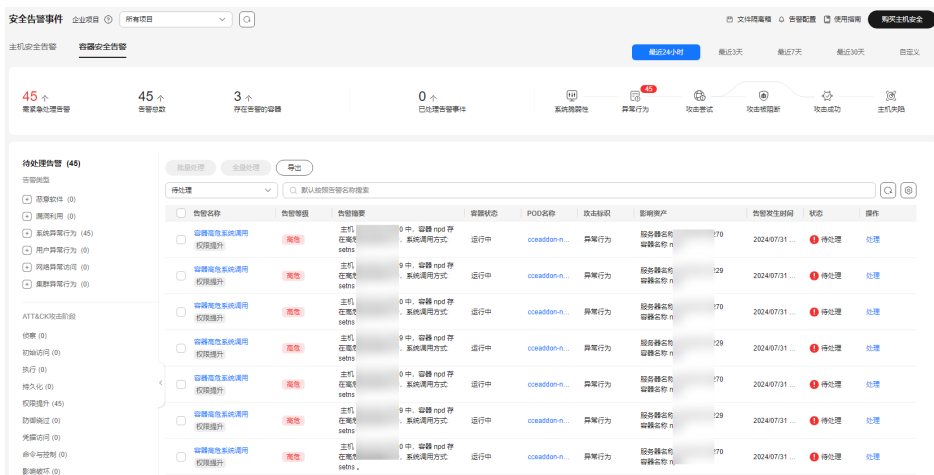 安全告警事件 企业项目 所有项目 文件隔离箱 告警配置 使用指南 购买主机安全
主机安全告警 容器安全告警 最近24小时 最近3天 最近7天 最近30天 自定义
45 个 45 个 3 个 0 个 45
需紧急处理告警 告警总数 存在告警的容器 已处理告警事件 系统脆弱性 异常行为 攻击尝试 攻击被阻断 攻击成功 主机失陷
待处理告警 (45)
告警类型
恶意软件 (0)
漏洞利用 (0)
系统异常行为 (45)
用户异常行为 (0)
网络异常访问 (0)
集群异常行为 (0)
ATT&CK攻击阶段
侦察 (0)
初始访问 (0)
执行 (0)
持久化 (0)
权限提升 (45)
防御绕过 (0)
凭据访问 (0)
命令与控制 (0)
影响破坏 (0)
批量处理 全量处理 导出
待处理 默认按照告警名称搜索
告警名称 告警等级 告警摘要 容器状态 POD名称 攻击标识 影响资产 告警发生时间 状态 操作
容器高危系统调用 主机 0 中，容器 npd 存 服务器名称 270
权限提升 高危 在高危 ，系统调用方式 运行中 cceaddon-n... 异常行为 容器名称 n 2024/07/31 ... 待处理 处理
setns
容器高危系统调用 主机 9 中，容器 npd 存 服务器名称 229
权限提升 高危 在高危 ，系统调用方式 运行中 cceaddon-n... 异常行为 容器名称 n 2024/07/31 ... 待处理 处理
setns
容器高危系统调用 主机 0 中，容器 npd 存 服务器名称 270
权限提升 高危 在高危 ，系统调用方式 运行中 cceaddon-n... 异常行为 容器名称 n 2024/07/31 ... 待处理 处理
setns
容器高危系统调用 主机 9 中，容器 npd 存 服务器名称 229
权限提升 高危 在高危 ，系统调用方式 运行中 cceaddon-n... 异常行为 容器名称 n 2024/07/31 ... 待处理 处理
setns
容器高危系统调用 主机 0 中，容器 npd 存 服务器名称 270
权限提升 高危 在高危 ，系统调用方式 运行中 cceaddon-n... 异常行为 容器名称 n 2024/07/31 ... 待处理 处理
setns
容器高危系统调用 主机 9 中，容器 npd 存 服务器名称 229
权限提升 高危 在高危 ，系统调用方式 运行中 cceaddon-n... 异常行为 容器名称 n 2024/07/31 ... 待处理 处理
setns
容器高危系统调用 主机 0 中，容器 npd 存 服务器名称 270
权限提升 高危 在高危 ，系统调用方式 运行中 cceaddon-n... 异常行为 容器名称 n 2024/07/31 ... 待处理 处理
setns 。